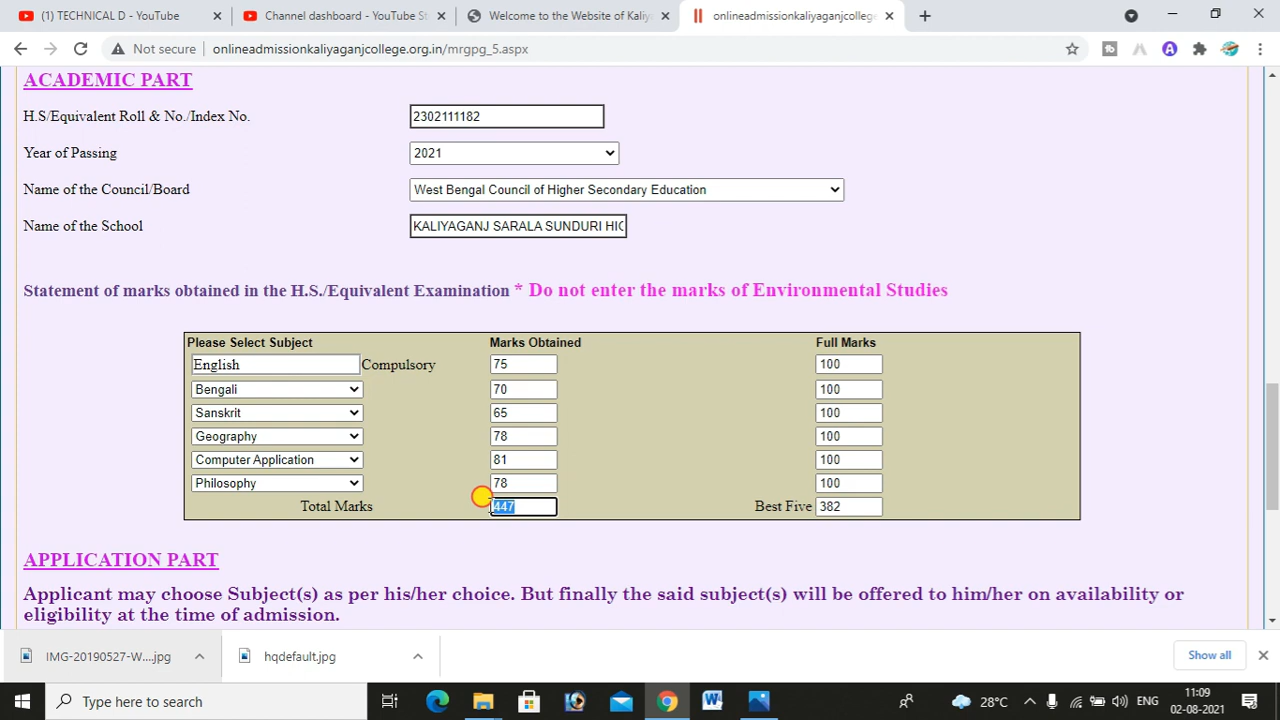 (1) TECHNICAL D - YouTube
Channel dashboard - YouTube St
Welcome to the Website of Kaliy
onlineadmissionkaliyaganjcollege
Not secure onlineadmissionkaliyaganjcollege.org.in/mrgpg_5.aspx
ACADEMIC PART
H.S/Equivalent Roll & No./Index No. 2302111182
Year of Passing 2021
Name of the Council/Board West Bengal Council of Higher Secondary Education
Name of the School KALIYAGANJ SARALA SUNDURI HIG
Statement of marks obtained in the H.S./Equivalent Examination * Do not enter the marks of Environmental Studies
Please Select Subject Marks Obtained Full Marks
English Compulsory 75 100
Bengali 70 100
Sanskrit 65 100
Geography 78 100
Computer Application 81 100
Philosophy 78 100
Total Marks 447 Best Five 382
APPLICATION PART
Applicant may choose Subject(s) as per his/her choice. But finally the said subject(s) will be offered to him/her on availability or
eligibility at the time of admission.
IMG-20190527-W....jpg
hqdefault.jpg
Show all
Type here to search
28°C
ENG
11:09
02-08-2021